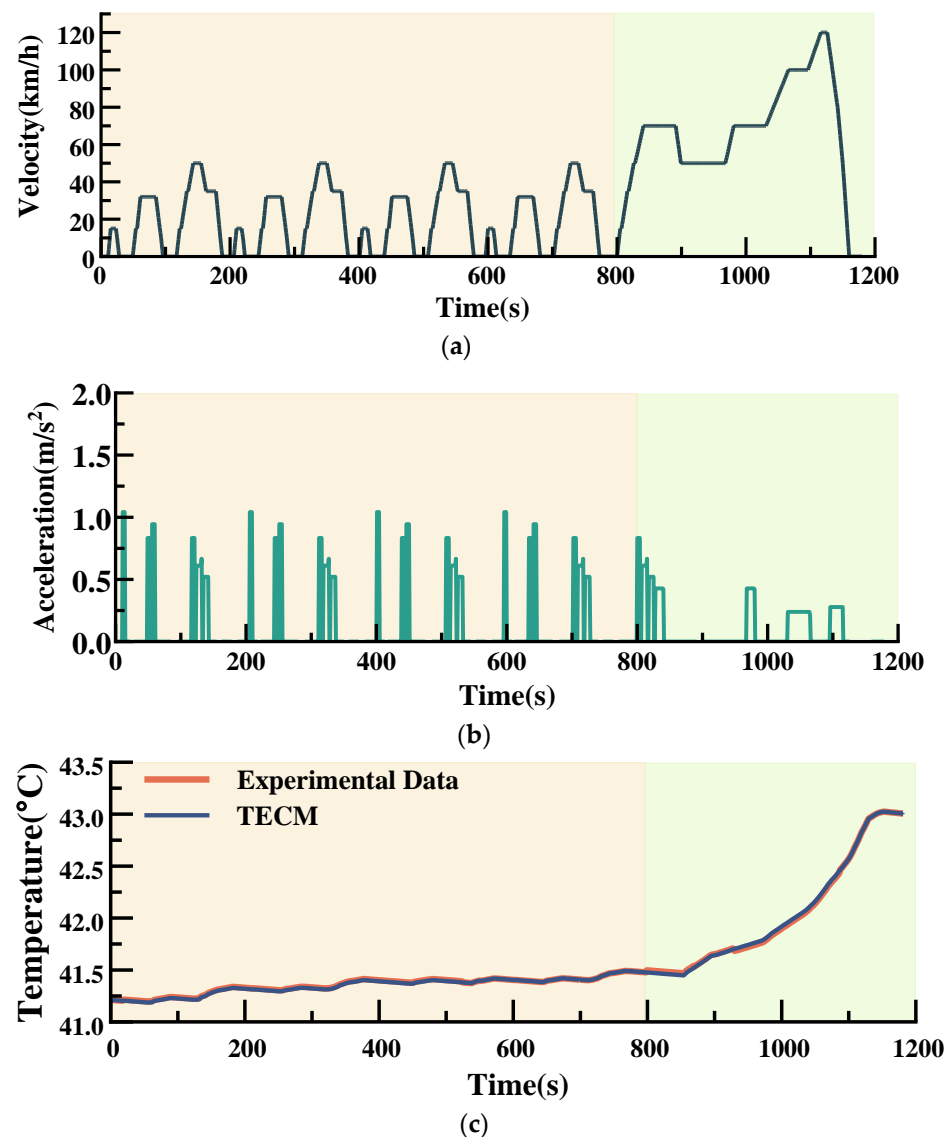 120
100
80
60
40
20
0
Velocity(km/h)
0 200 400 600 800 1000 1200
Time(s)
(a)
2.0
1.5
1.0
0.5
0.0
Acceleration(m/s²)
0 200 400 600 800 1000 1200
Time(s)
(b)
43.5
43.0
42.5
42.0
41.5
41.0
Temperature(°C)
Experimental Data
TECM
0 200 400 600 800 1000 1200
Time(s)
(c)